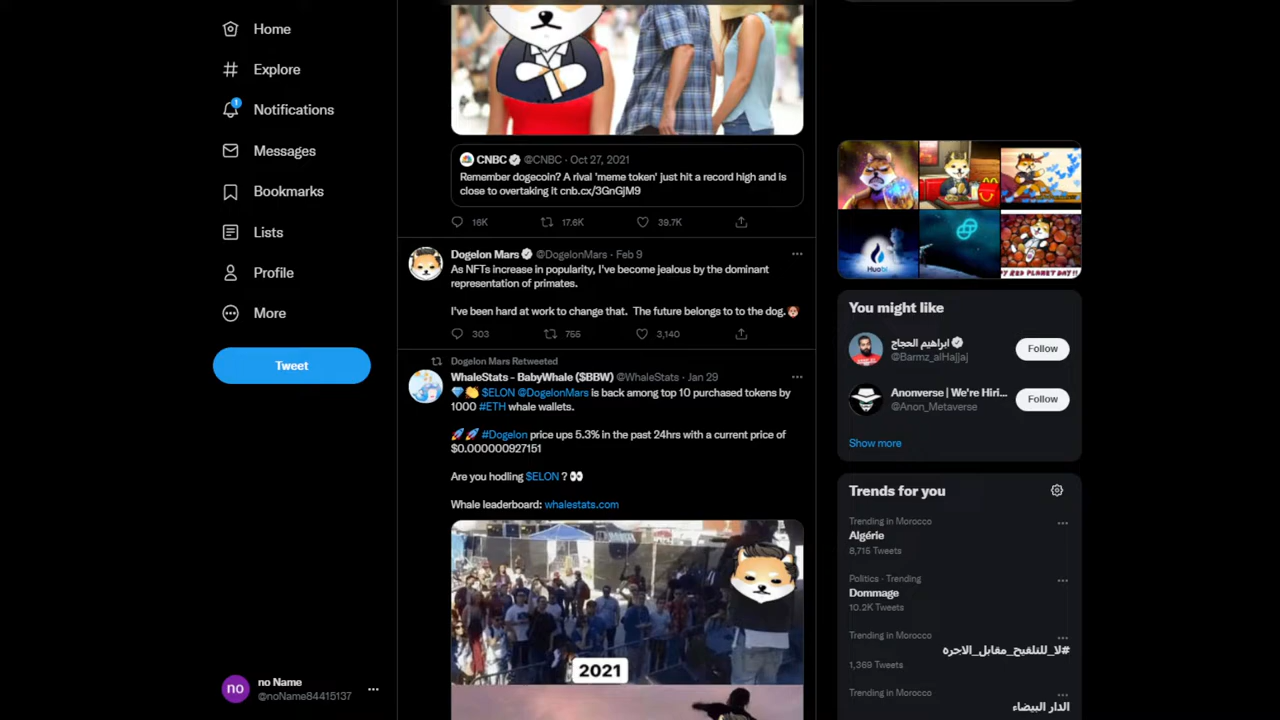 Home
Explore
1
Notifications
Messages
Bookmarks
Lists
Profile
More
Tweet
no
no Name
@noName84415137
CNBC @CNBC · Oct 27, 2021
Remember dogecoin? A rival 'meme token' just hit a record high and is
close to overtaking it cnb.cx/3GnGjM9
16K 17.6K 39.7K
Dogelon Mars @DogelonMars · Feb 9
As NFTs increase in popularity, I've become jealous by the dominant
representation of primates.
I've been hard at work to change that. The future belongs to to the dog.
303 755 3,140
Dogelon Mars Retweeted
WhaleStats - BabyWhale ($BBW) @WhaleStats · Jan 29
$ELON @DogelonMars is back among top 10 purchased tokens by
1000 #ETH whale wallets.
#Dogelon price ups 5.3% in the past 24hrs with a current price of
$0.000000927151
Are you hodling $ELON ?
Whale leaderboard: whalestats.com
2021
Huobi
Y RED PLANET DAY!!
You might like
ابراهيم الحجاج
@Barmz_alHajjaj
Follow
Anonverse | We're Hiri...
@Anon_Metaverse
Follow
Show more
Trends for you
Trending in Morocco
Algérie
8,715 Tweets
Politics · Trending
Dommage
10.2K Tweets
Trending in Morocco
#لا_للتلقيح_مقابل_الاجرة
1,369 Tweets
Trending in Morocco
الدار البيضاء